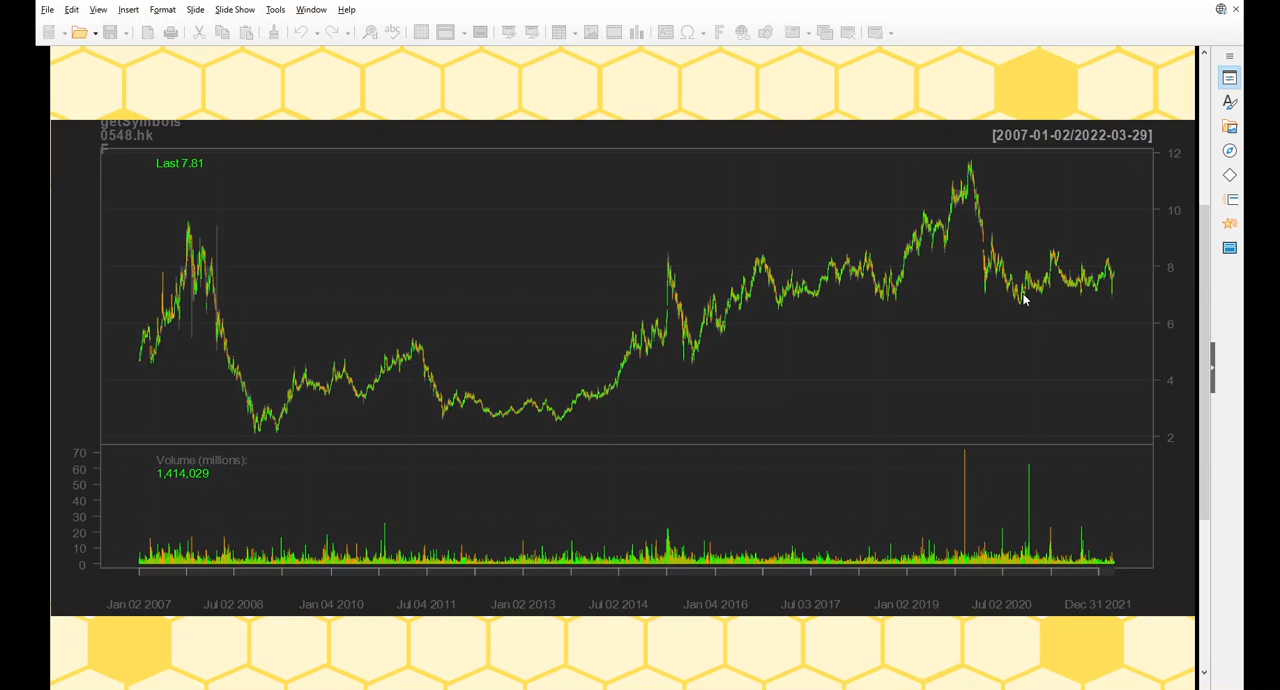 File Edit View Insert Format Slide Slide Show Tools Window Help
getSymbols
0548.hk
F
[2007-01-02/2022-03-29]
Last 7.81
12
10
8
6
4
2
Volume (millions):
1,414,029
70
60
50
40
30
20
10
0
Jan 02 2007 Jul 02 2008 Jan 04 2010 Jul 04 2011 Jan 02 2013 Jul 02 2014 Jan 04 2016 Jul 03 2017 Jan 02 2019 Jul 02 2020 Dec 31 2021